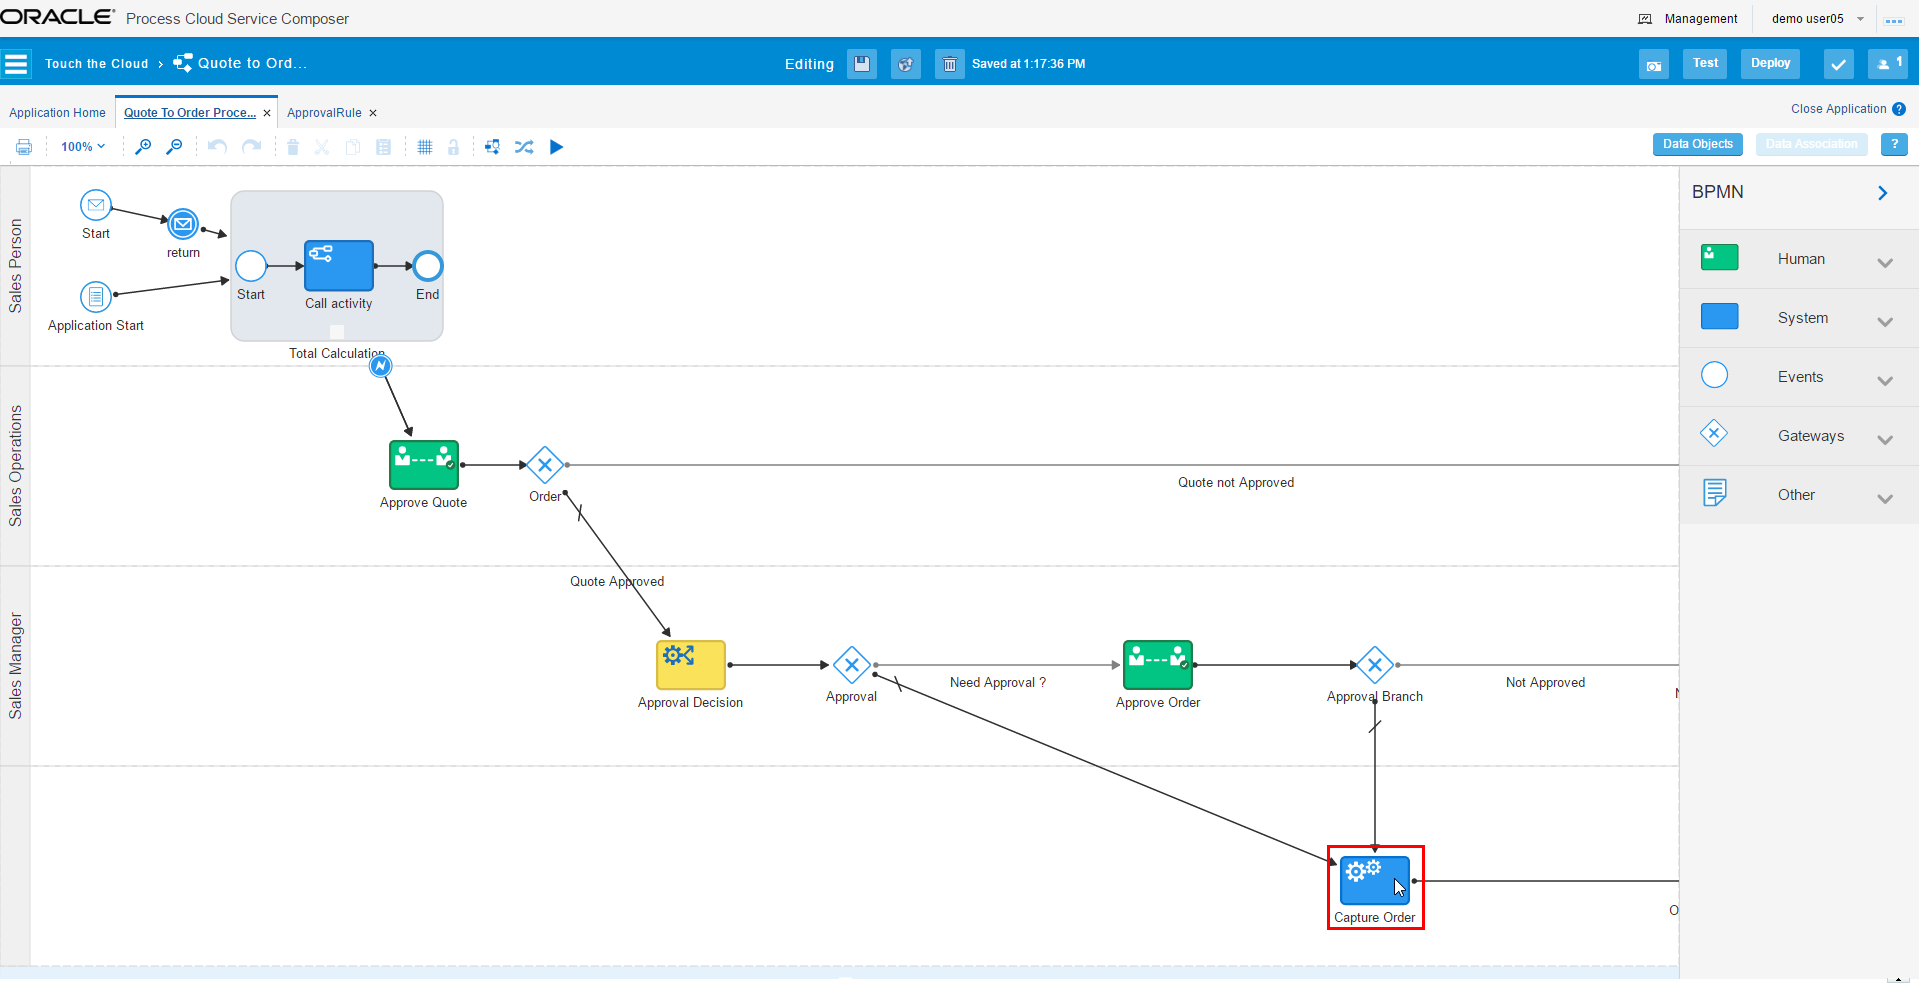 ORACLE® Process Cloud Service Composer
Management
demo user05
Touch the Cloud
Quote to Ord...
Editing
Saved at 1:17:36 PM
Test
Deploy
1
Application Home
Quote To Order Proce...
ApprovalRule
Close Application
?
100%
Data Objects
Data Association
?
Sales Person
Start
return
Application Start
Start
Call activity
End
Total Calculation
Sales Operations
Approve Quote
Order
Quote not Approved
Quote Approved
Sales Manager
Approval Decision
Approval
Need Approval ?
Approve Order
Approval Branch
Not Approved
Capture Order
O
BPMN
Human
System
Events
Gateways
Other